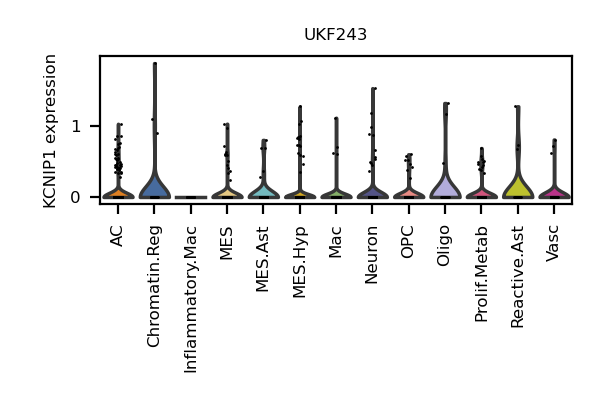 UKF243
KCNIP1 expression
1
0
AC
Chromatin.Reg
Inflammatory.Mac
MES
MES.Ast
MES.Hyp
Mac
Neuron
OPC
Oligo
Prolif.Metab
Reactive.Ast
Vasc